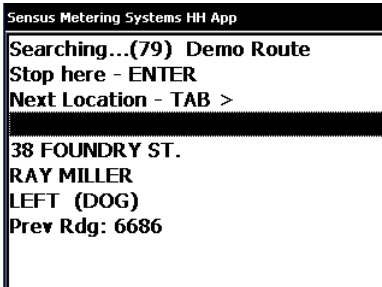 Sensus Metering Systems HH App
Searching...(79) Demo Route
Stop here - ENTER
Next Location - TAB >
38 FOUNDRY ST.
RAY MILLER
LEFT (DOG)
Prev Rdg: 6686